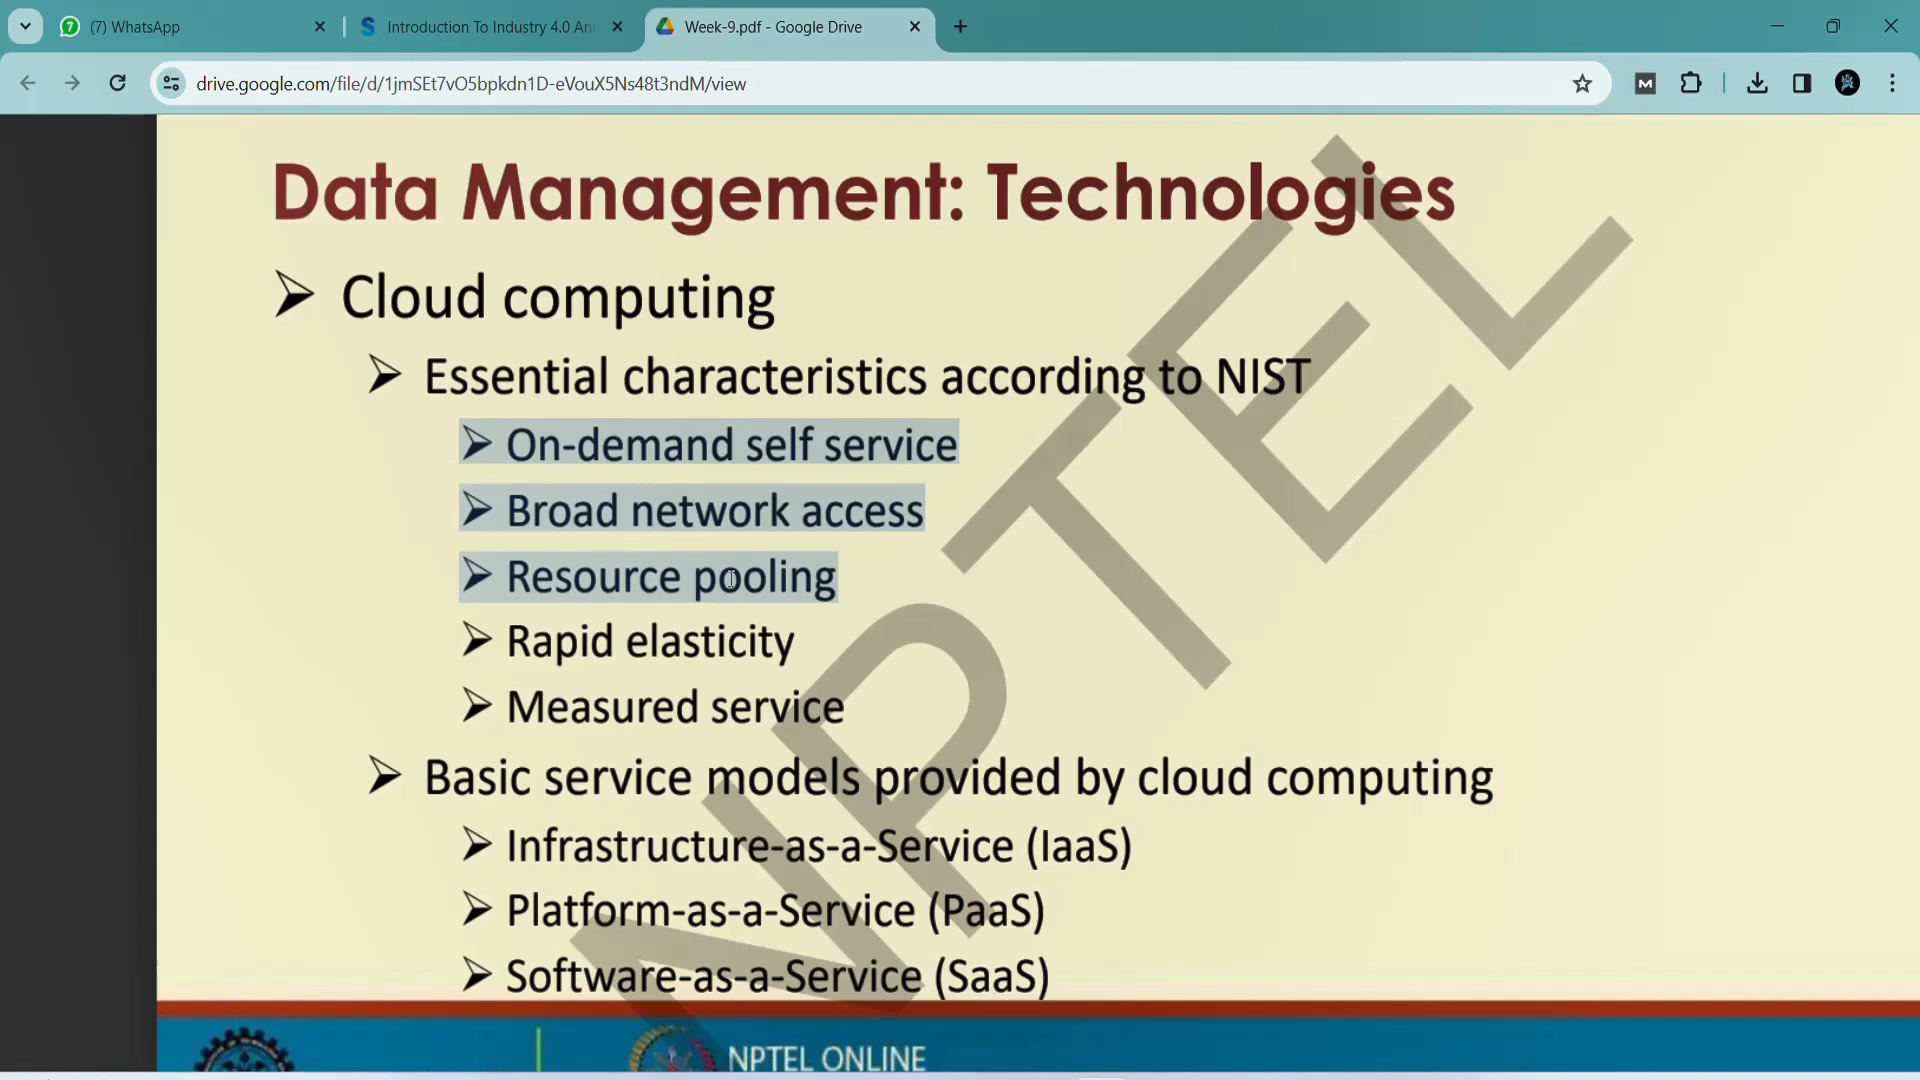 (7) WhatsApp
Introduction To Industry 4.0 An
Week-9.pdf - Google Drive
drive.google.com/file/d/1jmSEt7vO5bpkdn1D-eVouX5Ns48t3ndM/view
Data Management: Technologies
Cloud computing
Essential characteristics according to NIST
On-demand self service
Broad network access
Resource pooling
Rapid elasticity
Measured service
Basic service models provided by cloud computing
Infrastructure-as-a-Service (IaaS)
Platform-as-a-Service (PaaS)
Software-as-a-Service (SaaS)
NPTEL
NPTEL ONLINE